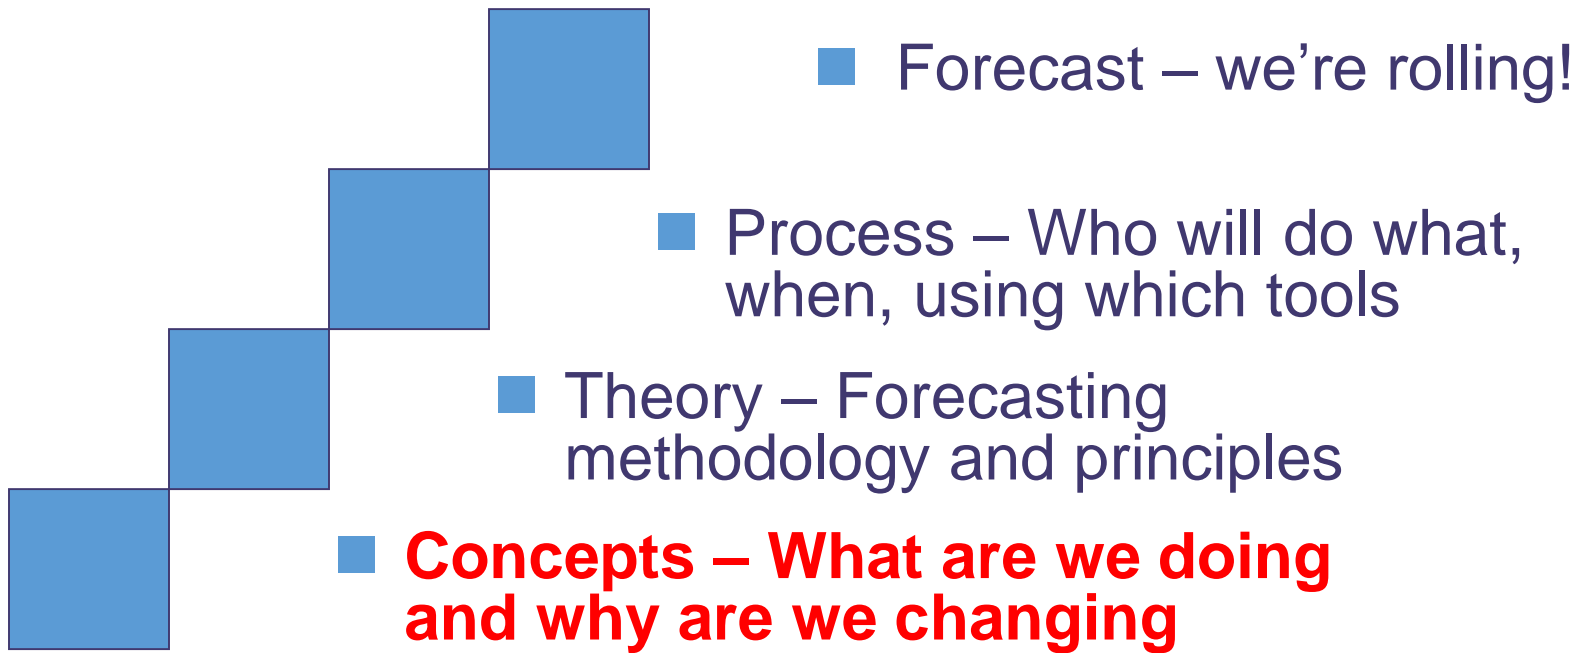 Forecast – we’re rolling!
Process – Who will do what,
when, using which tools
Theory – Forecasting
methodology and principles
Concepts – What are we doing
and why are we changing